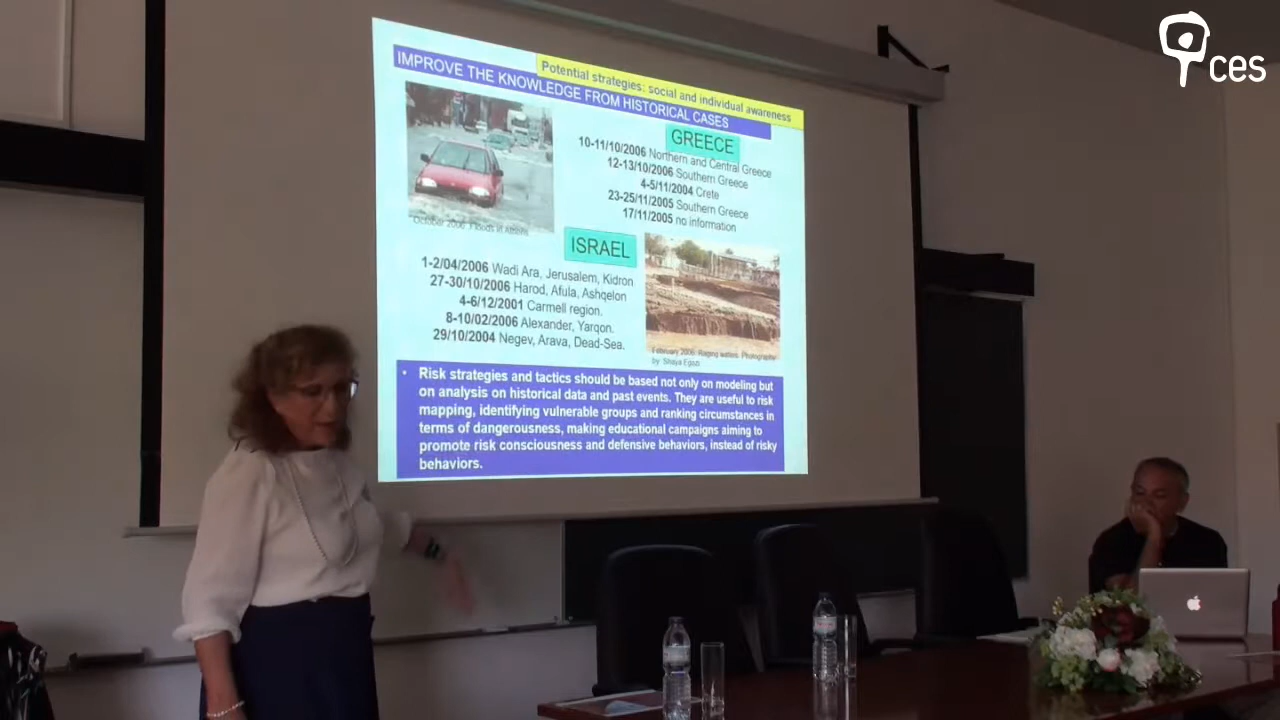 ces
Potential strategies: social and individual awareness
IMPROVE THE KNOWLEDGE FROM HISTORICAL CASES
GREECE
10-11/10/2006 Northern and Central Greece
12-13/10/2006 Southern Greece
4-5/11/2004 Crete
23-25/11/2005 Southern Greece
17/11/2005 no information
October 2006: Floods in Athens
ISRAEL
1-2/04/2006 Wadi Ara, Jerusalem, Kidron
27-30/10/2006 Harod, Afula, Ashqelon
4-6/12/2001 Carmell region.
8-10/02/2006 Alexander, Yarqon.
29/10/2004 Negev, Arava, Dead-Sea.
February 2006: Raging waters. Photographs
by Shaya Egozi
• Risk strategies and tactics should be based not only on modeling but
on analysis on historical data and past events. They are useful to risk
mapping, identifying vulnerable groups and ranking circumstances in
terms of dangerousness, making educational campaigns aiming to
promote risk consciousness and defensive behaviors, instead of risky
behaviors.